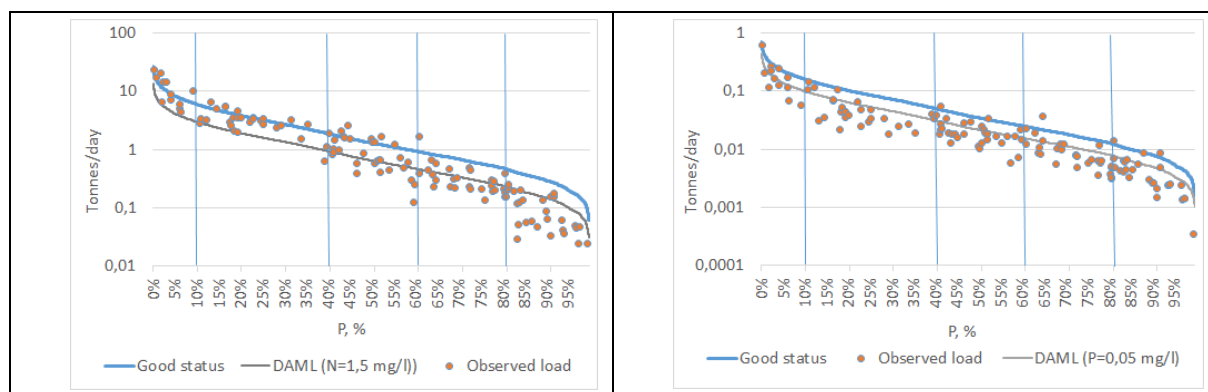 100
10
1
0,1
0,01
Tonnes/day
0% 5% 10% 15% 20% 25% 30% 35% 40% 45% 50% 55% 60% 65% 70% 75% 80% 85% 90% 95%
P, %
Good status DAML (N=1,5 mg/l)) Observed load
1
0,1
0,01
0,001
0,0001
Tonnes/day
0% 5% 10% 15% 20% 25% 30% 35% 40% 45% 50% 55% 60% 65% 70% 75% 80% 85% 90% 95%
P, %
Good status Observed load DAML (P=0,05 mg/l)